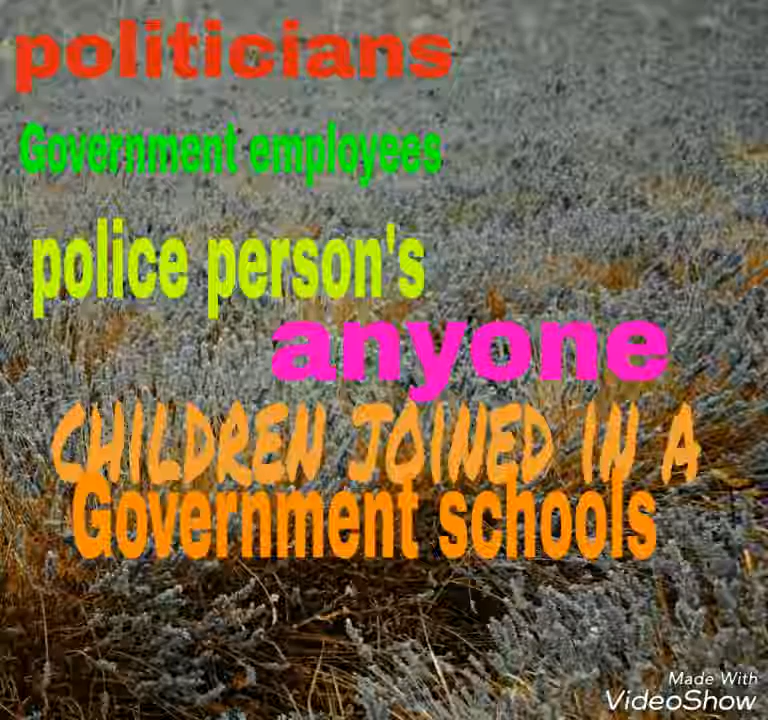 politicians
Government employees
police person's
anyone
CHILDREN JOINED IN A
Government schools
Made With
VideoShow